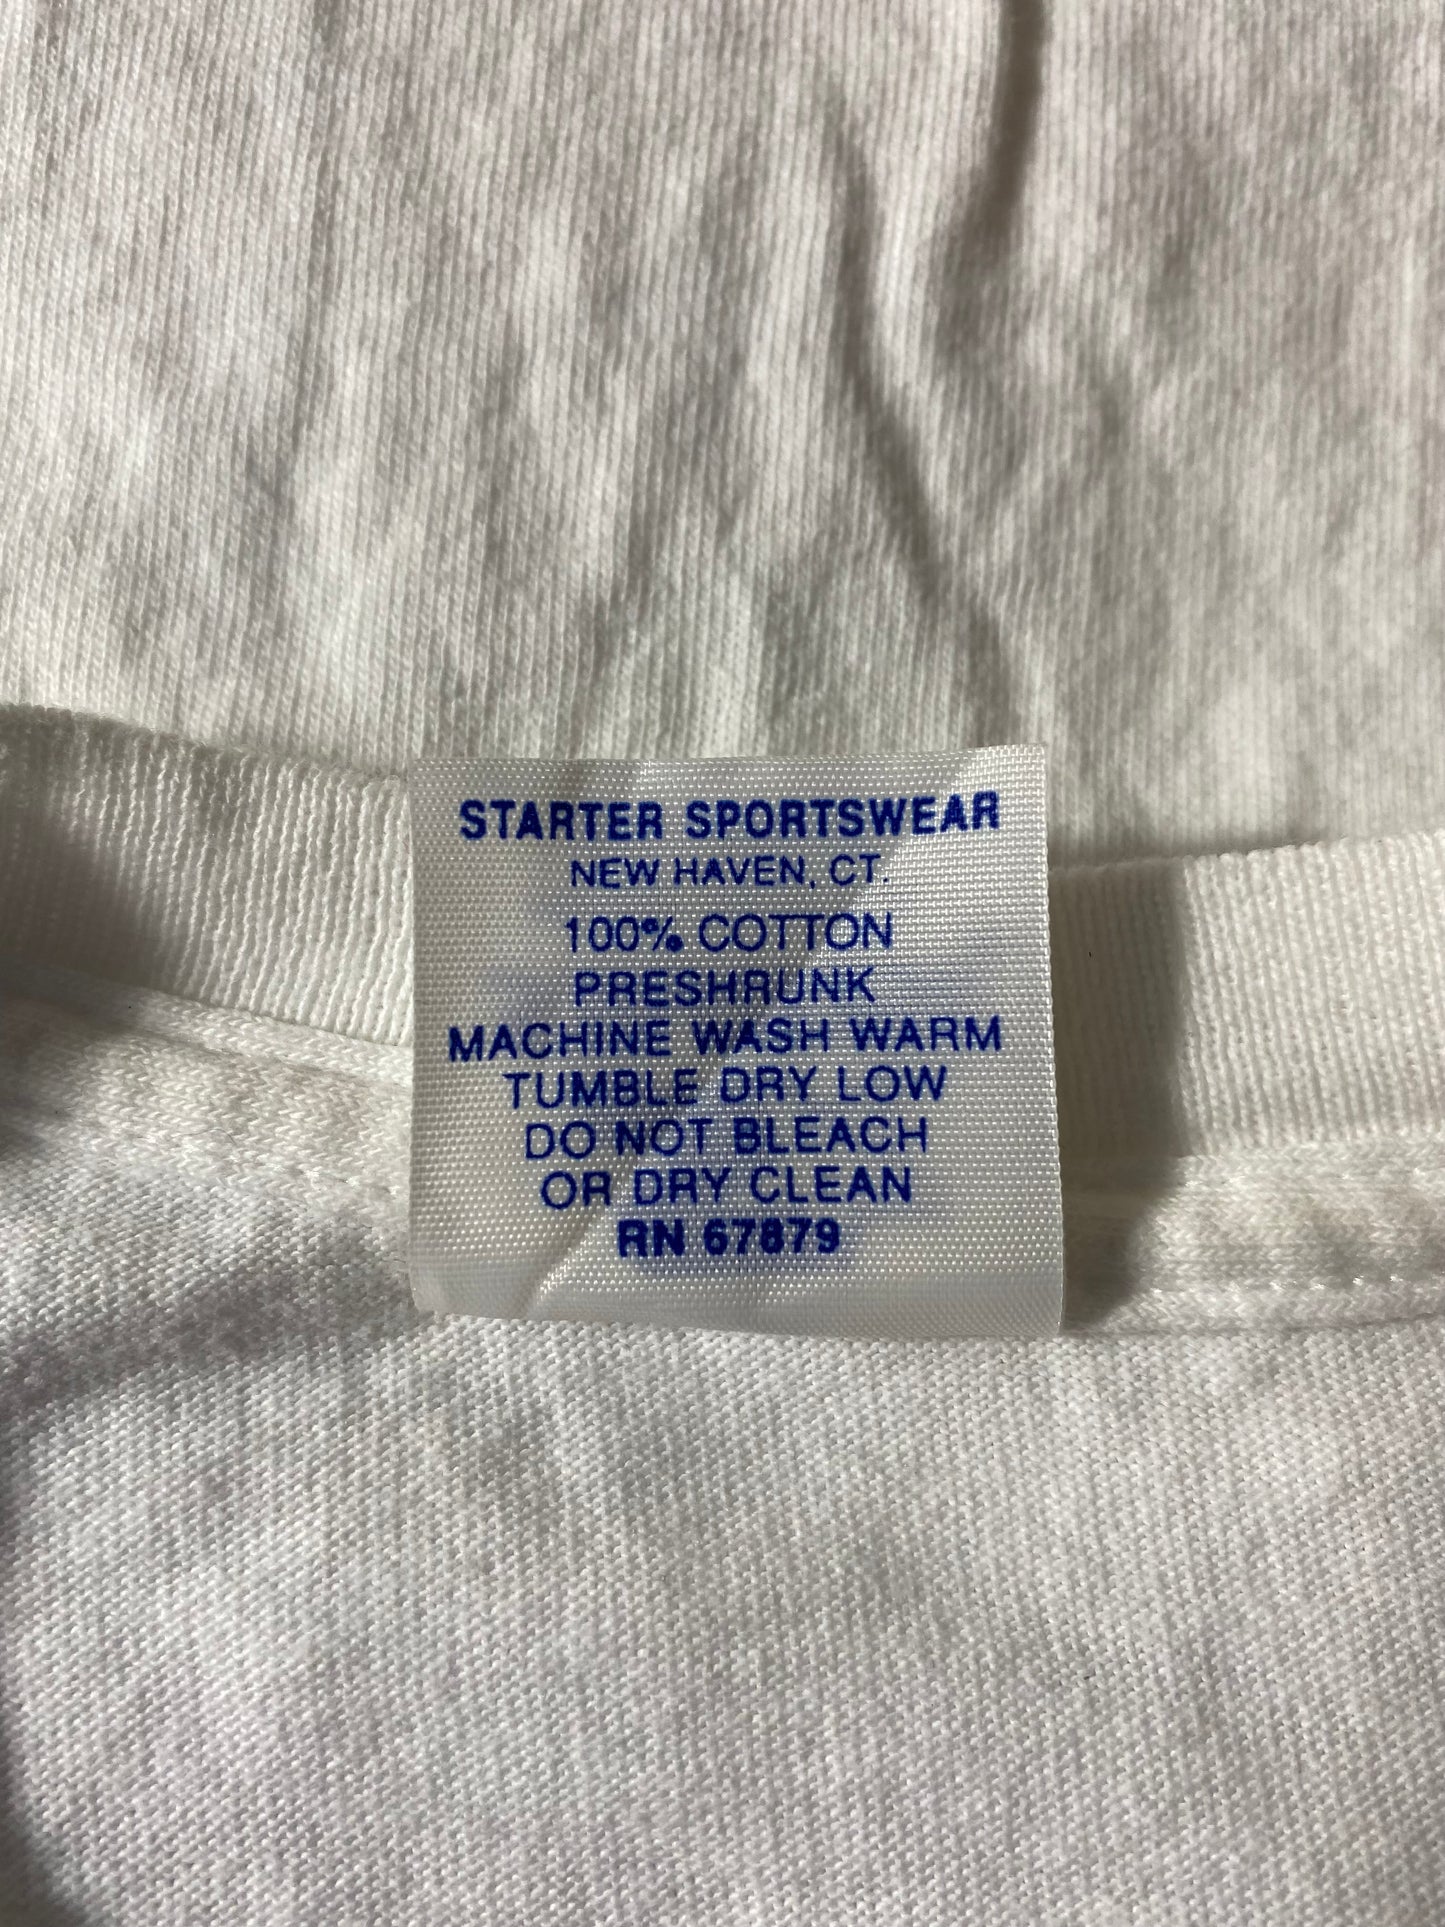 STARTER SPORTSWEAR
NEW HAVEN, CT.
100% COTTON
PRESHRUNK
MACHINE WASH WARM
TUMBLE DRY LOW
DO NOT BLEACH
OR DRY CLEAN
RN 67879